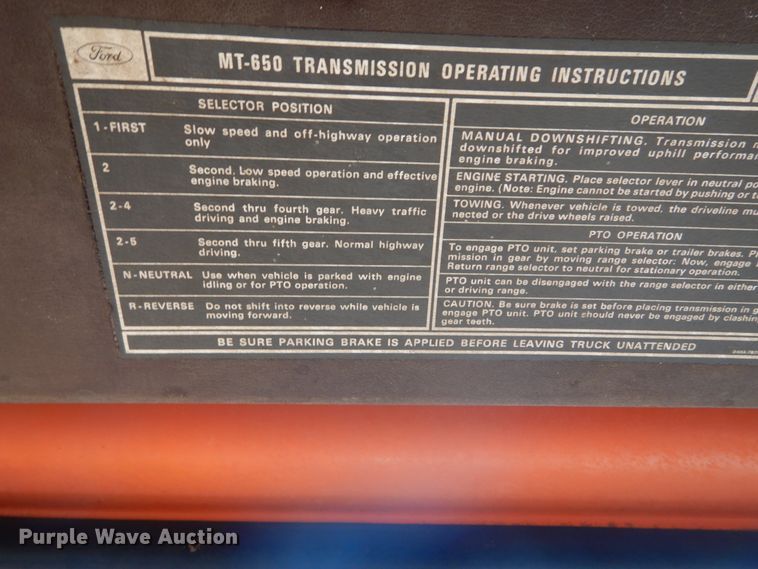 Ford
MT-650 TRANSMISSION OPERATING INSTRUCTIONS
SELECTOR POSITION
1-FIRST Slow speed and off-highway operation
only
2 Second. Low speed operation and effective
engine braking.
2-4 Second thru fourth gear. Heavy traffic
driving and engine braking.
2-5 Second thru fifth gear. Normal highway
driving.
N-NEUTRAL Use when vehicle is parked with engine
idling or for PTO operation.
R-REVERSE Do not shift into reverse while vehicle is
moving forward.
OPERATION
MANUAL DOWNSHIFTING. Transmission
downshifted for improved uphill
engine braking.
ENGINE STARTING. Place selector lever in neutral
engine. (Note: Engine cannot be started by pushing or
TOWING. Whenever vehicle is towed, the driveline
nected or the drive wheels raised.
PTO OPERATION
To engage PTO unit, set parking brake or trailer brakes.
mission in gear by moving range selector: Now, engage
Return range selector to neutral for stationary operation.
PTO unit can be disengaged with the range selector in either
or driving range.
CAUTION. Be sure brake is set before placing transmission in
engage PTO unit. PTO unit should never be engaged by
gear teeth.
BE SURE PARKING BRAKE IS APPLIED BEFORE LEAVING TRUCK UNATTENDED
Purple Wave Auction